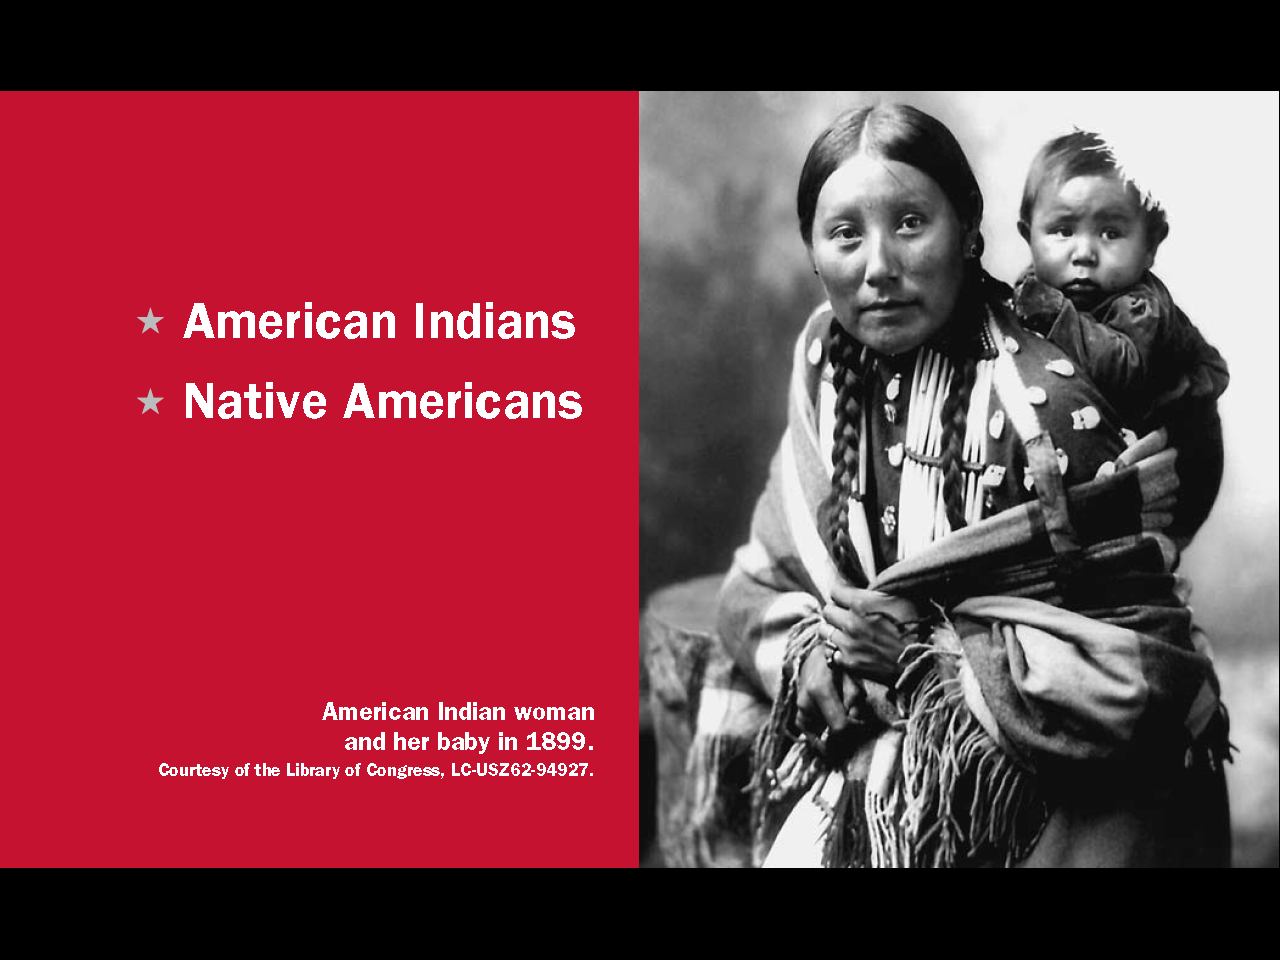 American Indians
Native Americans
American Indian woman
and her baby in 1899.
Courtesy of the Library of Congress, LC-USZ62-94927.